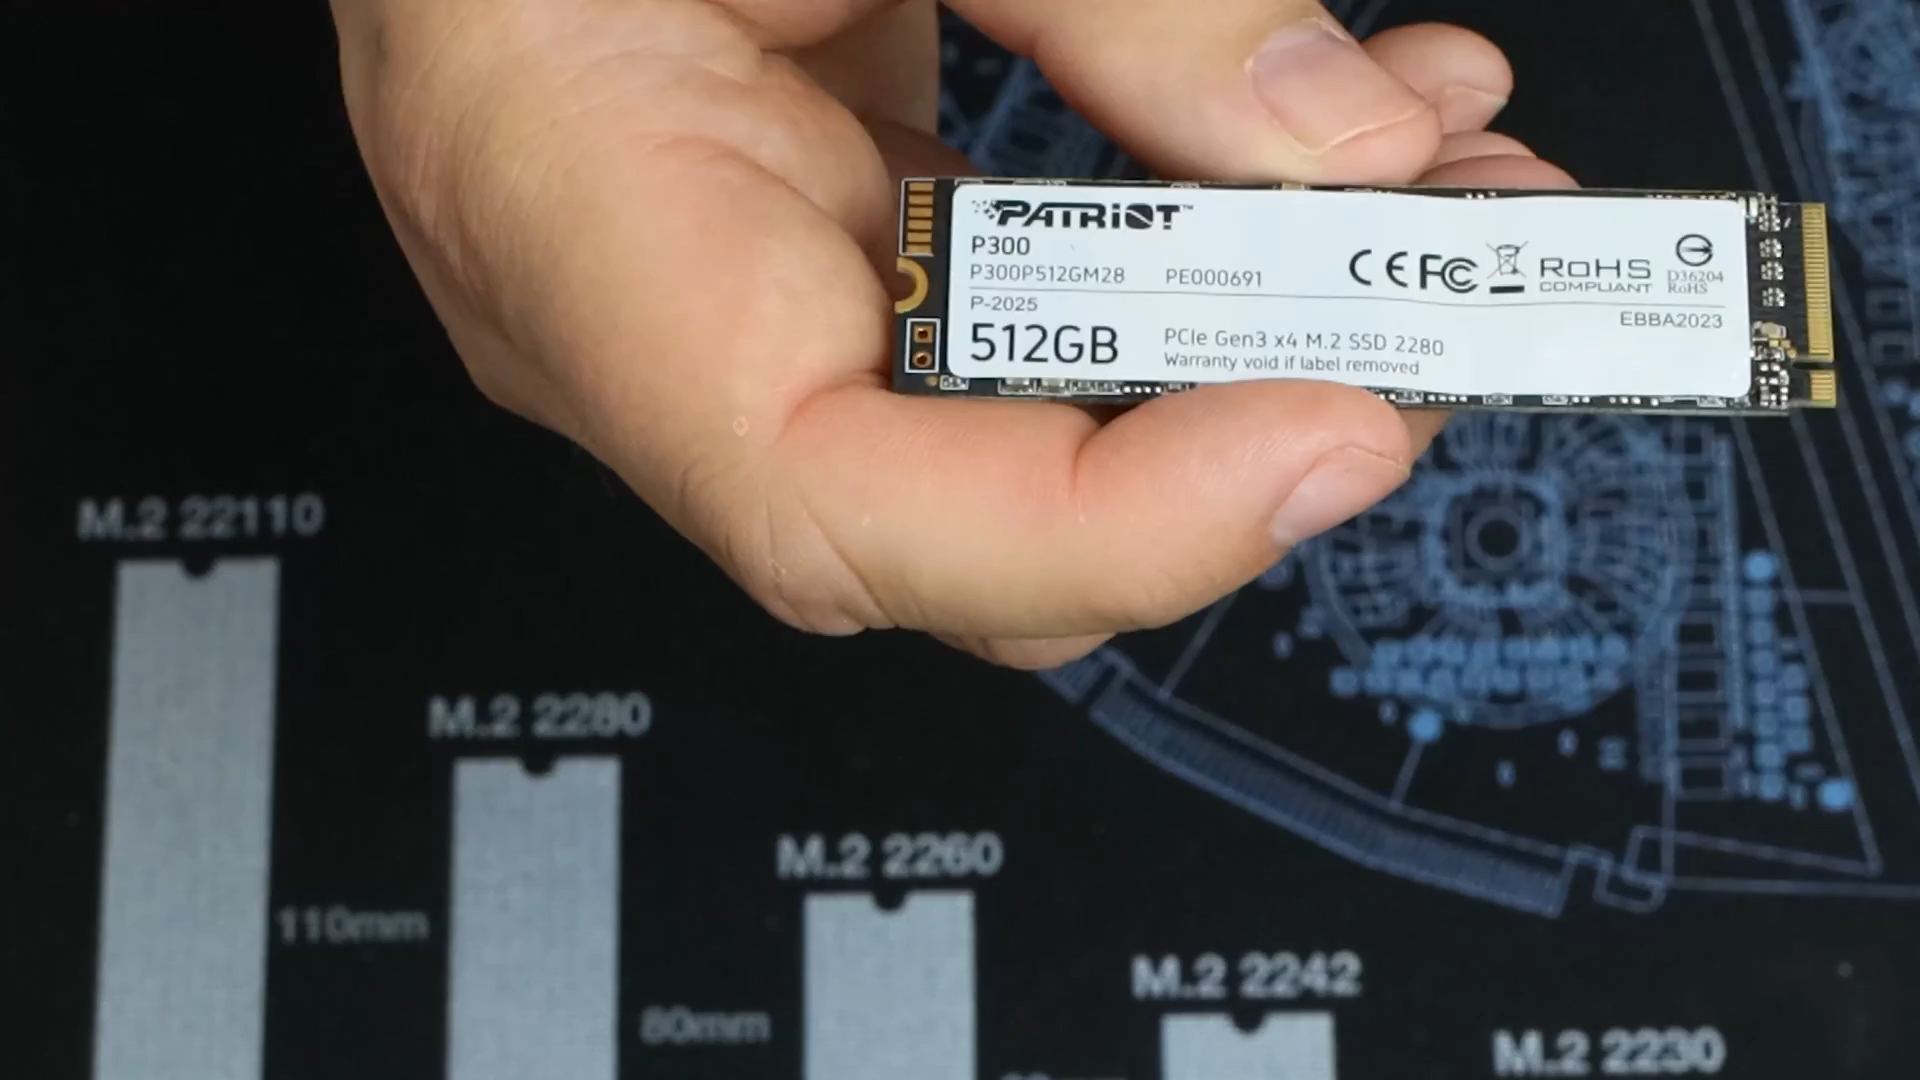 PATRIOT™
P300
P300P512GM28 PE000691
CE FC RoHS
COMPLIANT
D36204
RoHS
P-2025
EBBA2023
512GB
PCIe Gen3 x4 M.2 SSD 2280
Warranty void if label removed
M.2 22110
M.2 2280
M.2 2260
110mm
M.2 2242
80mm
M.2 2230